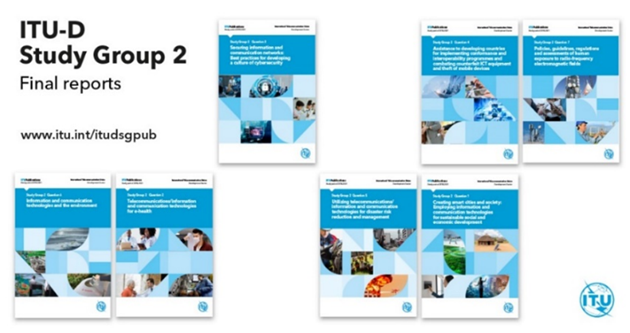 ITU-D
Study Group 2
Final reports
www.itu.int/itudsgpub
Securing information and
communication networks:
Best practices for developing
a culture of cybersecurity
Assistance to developing countries
for implementing conformance and
interoperability programmes and
combating counterfeit ICT equipment
and theft of mobile devices
Policies, guidelines, regulations
and assessments of human
exposure to radio-frequency
electromagnetic fields
Information and communication
technologies and the environment
Telecommunications/information
and communication technologies
for e-health
Utilizing telecommunications/
information and communication
technologies for disaster risk
reduction and management
Creating smart cities and society:
Employing information and
communication technologies
for sustainable social and
economic development
ITU